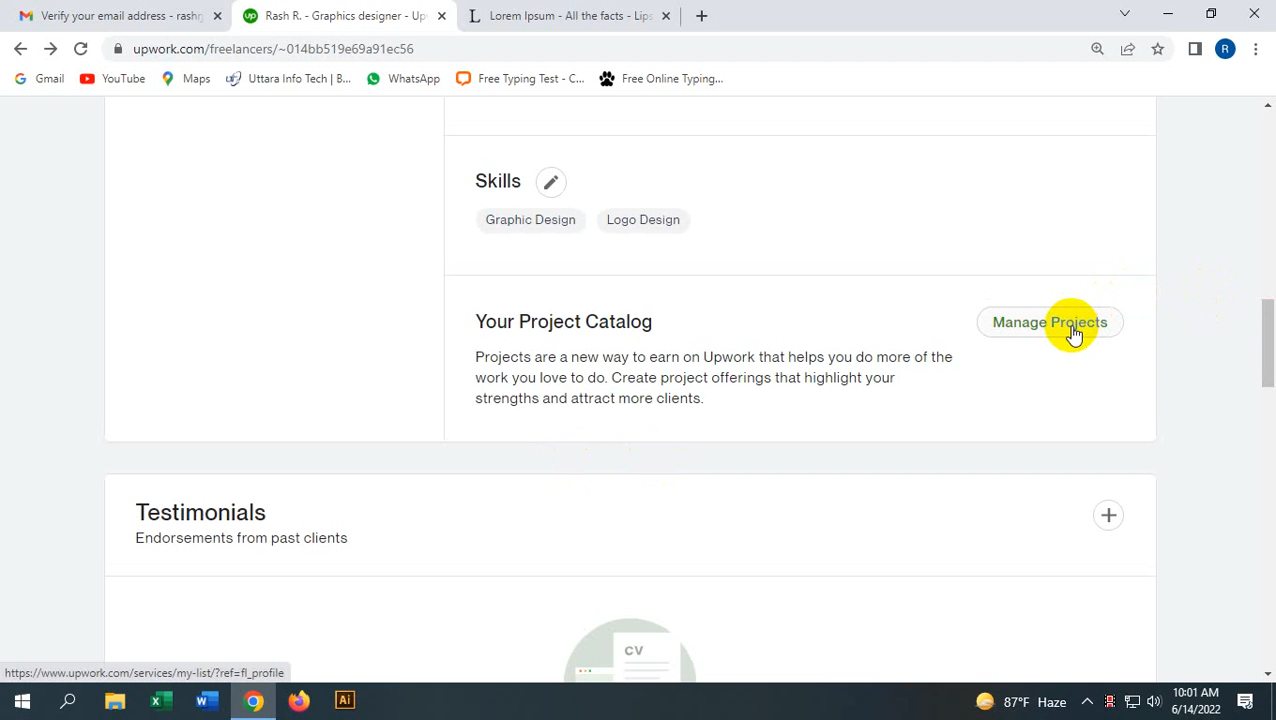 Verify your email address - rashr
Rash R. - Graphics designer - Up
Lorem Ipsum - All the facts - Lips
upwork.com/freelancers/~014bb519e69a91ec56
R
Gmail
YouTube
Maps
Uttara Info Tech | B...
WhatsApp
Free Typing Test - C...
Free Online Typing...
Skills
Graphic Design
Logo Design
Your Project Catalog
Manage Projects
Projects are a new way to earn on Upwork that helps you do more of the
work you love to do. Create project offerings that highlight your
strengths and attract more clients.
Testimonials
Endorsements from past clients
CV
https://www.upwork.com/services/my-list/?ref=fl_profile
87°F Haze
10:01 AM
6/14/2022